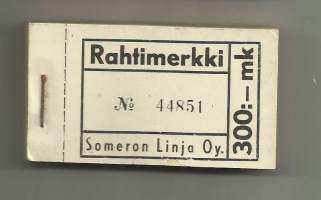 Rahtimerkki
№ 44851
Someron Linja Oy.
300:— mk